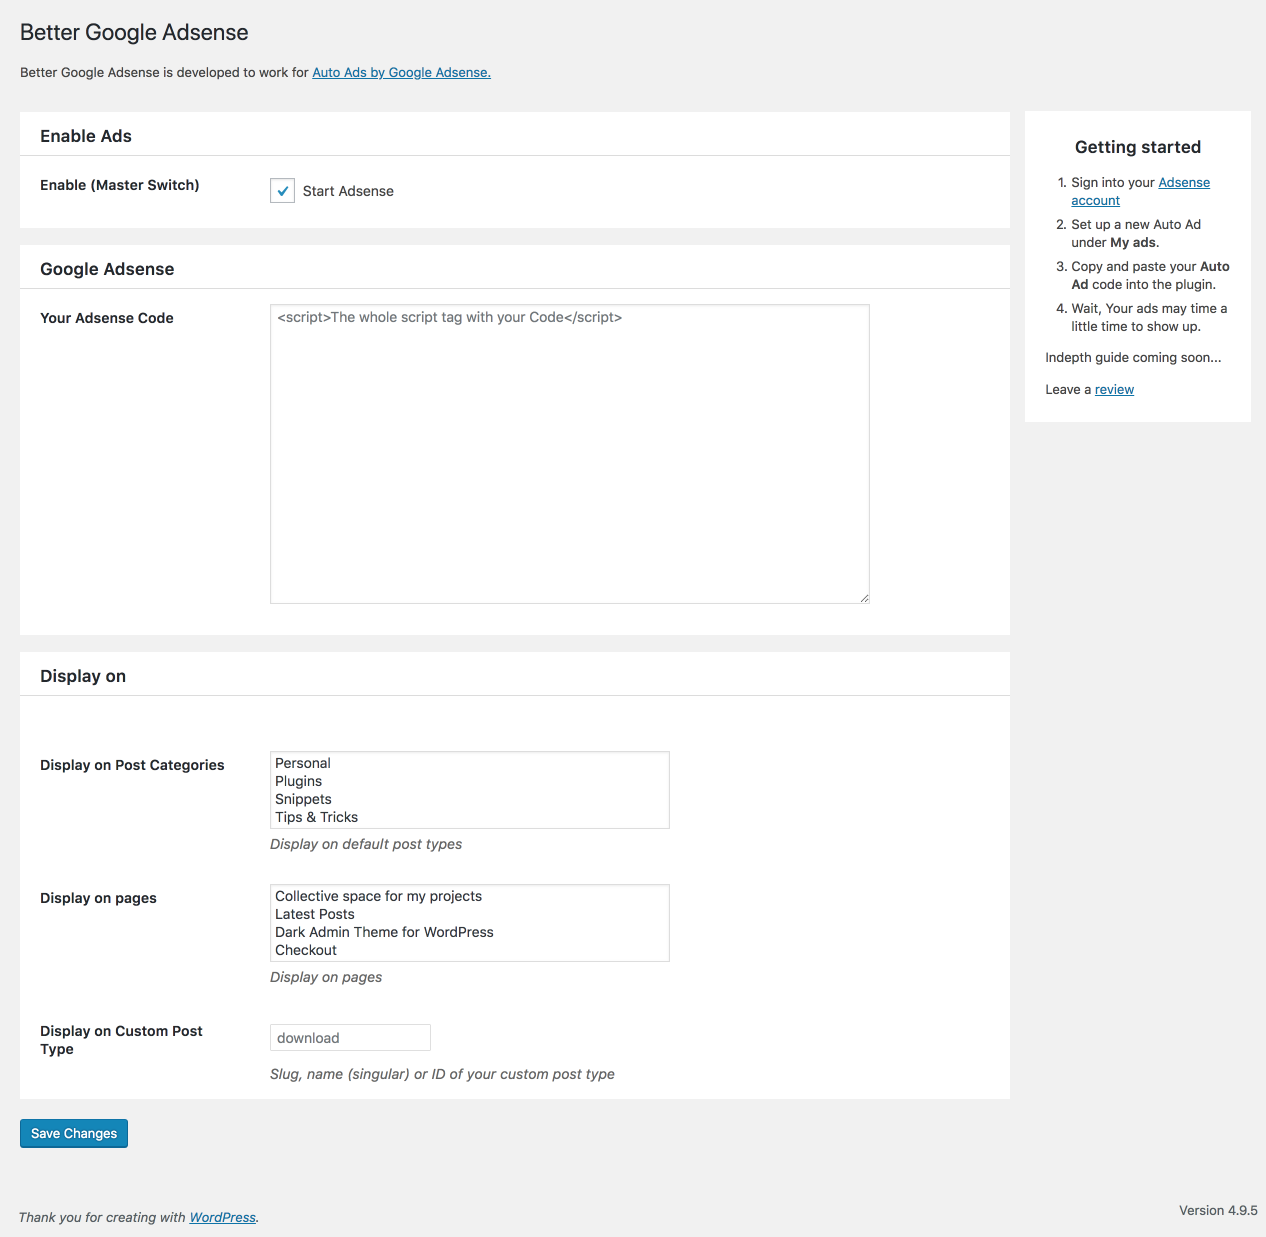 Better Google Adsense
Better Google Adsense is developed to work for Auto Ads by Google Adsense.
Enable Ads
Enable (Master Switch)
Start Adsense
Google Adsense
Your Adsense Code
<script>The whole script tag with your Code</script>
Display on
Display on Post Categories
Personal
Plugins
Snippets
Tips & Tricks
Display on default post types
Display on pages
Collective space for my projects
Latest Posts
Dark Admin Theme for WordPress
Checkout
Display on pages
Display on Custom Post
Type
download
Slug, name (singular) or ID of your custom post type
Save Changes
Getting started
1. Sign into your Adsense
account
2. Set up a new Auto Ad
under My ads.
3. Copy and paste your Auto
Ad code into the plugin.
4. Wait, Your ads may time a
little time to show up.
Indepth guide coming soon...
Leave a review
Thank you for creating with WordPress.
Version 4.9.5